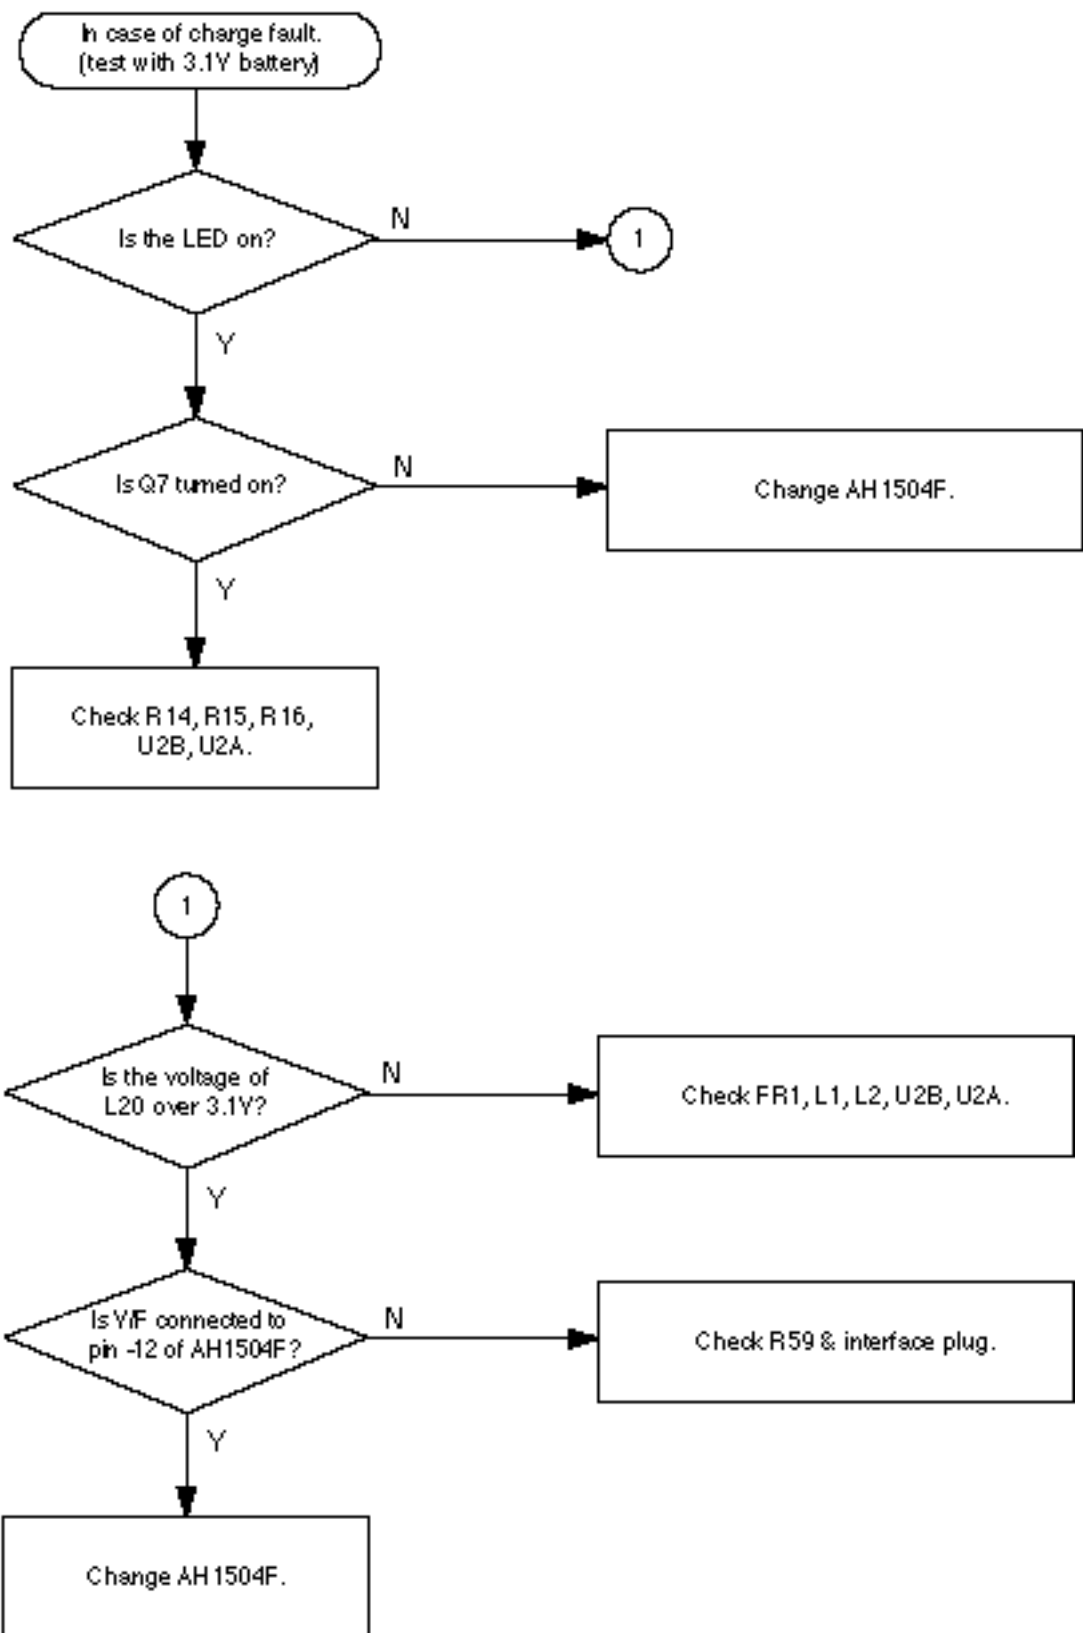 In case of charge fault.
(test with 3.1V battery)
Is the LED on?
N
1
Y
Is Q7 turned on?
N
Change AH1504F.
Y
Check R14, R15, R16,
U2B, U2A.
1
Is the voltage of
L20 over 3.1V?
N
Check FR1, L1, L2, U2B, U2A.
Y
Is V/F connected to
pin -12 of AH1504F?
N
Check R59 & interface plug.
Y
Change AH1504F.